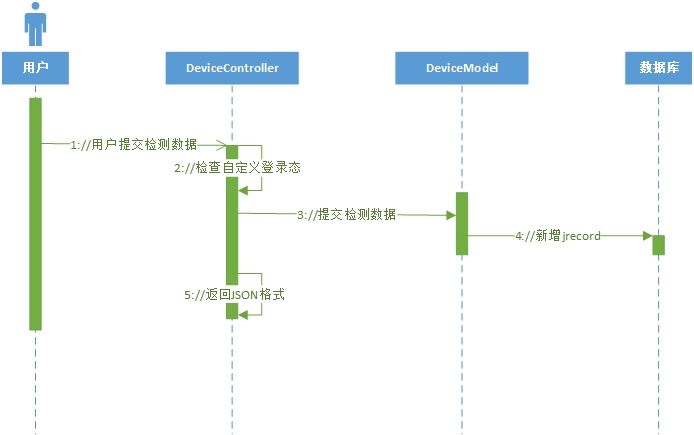 用户
DeviceController
DeviceModel
数据库
1://用户提交检测数据
2://检查自定义登录态
3://提交检测数据
4://新增jrecord
5://返回JSON格式